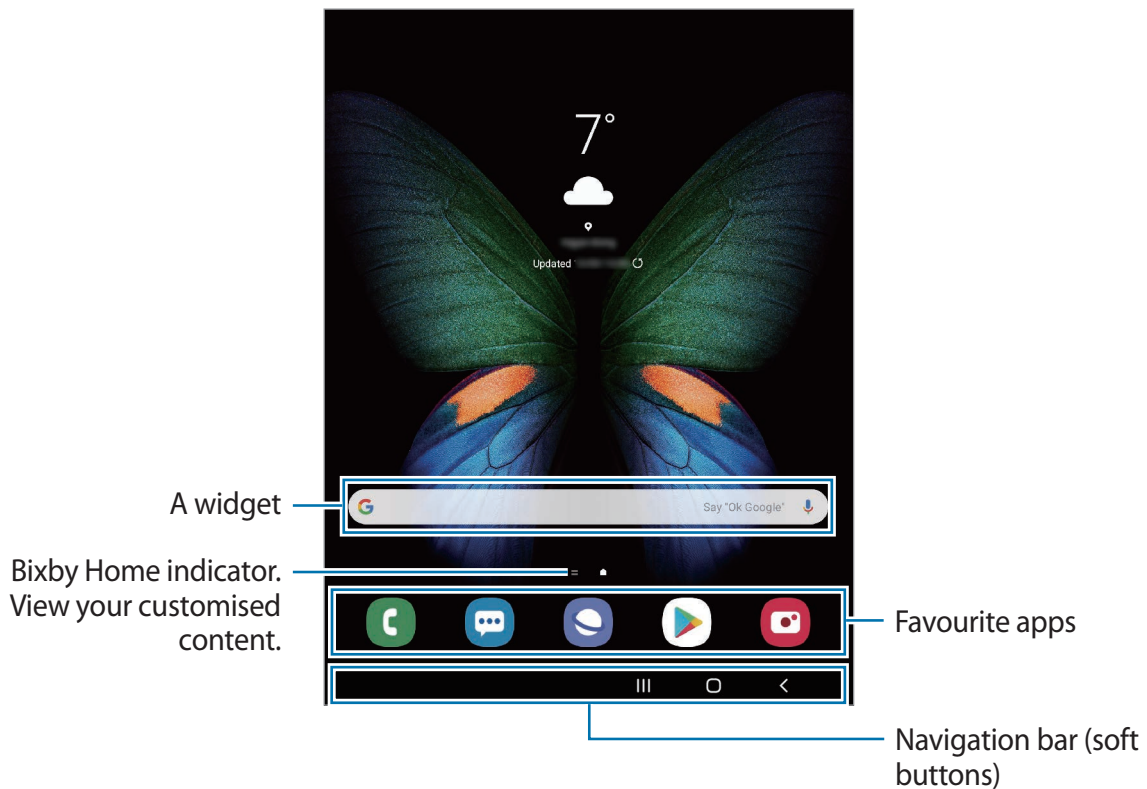 7°
Updated
A widget
Say "Ok Google"
Bixby Home indicator.
View your customised
content.
Favourite apps
Navigation bar (soft
buttons)